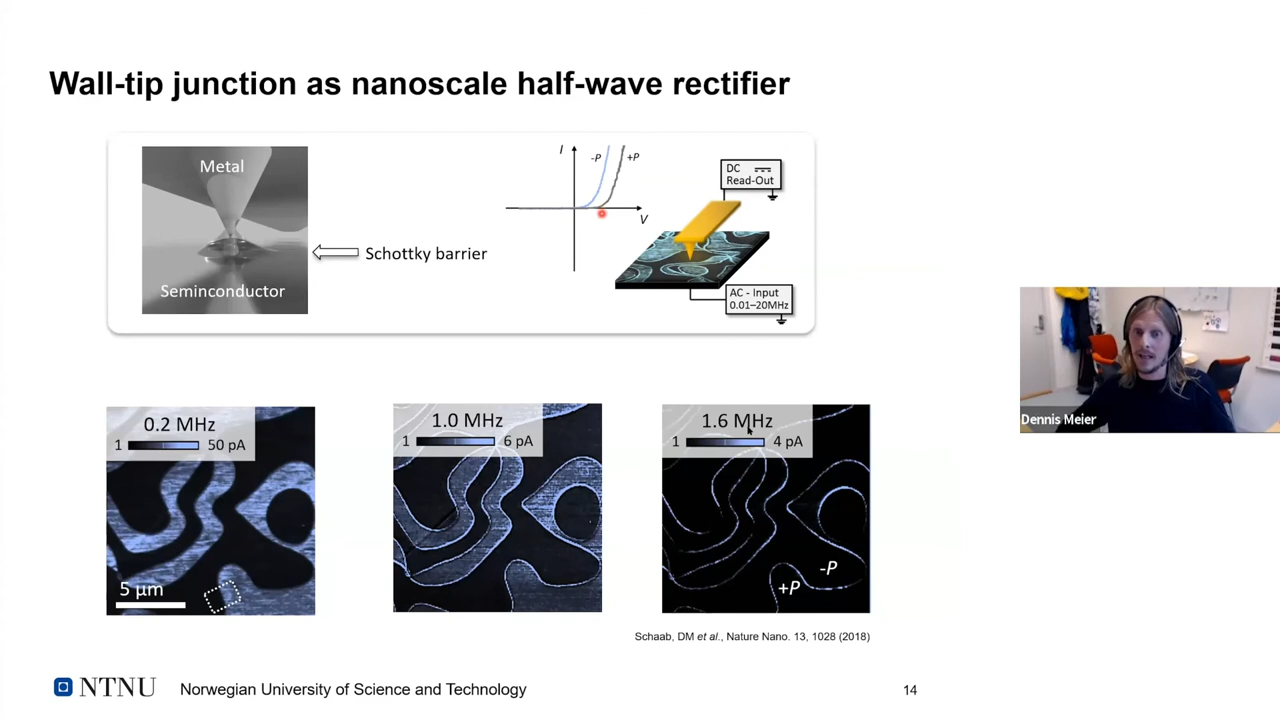 Wall-tip junction as nanoscale half-wave rectifier
Metal
Seminconductor
Schottky barrier
I
-P
+P
V
DC
Read-Out
AC - Input
0.01–20MHz
0.2 MHz
1 50 pA
5 µm
1.0 MHz
1 6 pA
1.6 MHz
1 4 pA
-P
+P
Schaab, DM et al., Nature Nano. 13, 1028 (2018)
Dennis Meier
NTNU Norwegian University of Science and Technology
14